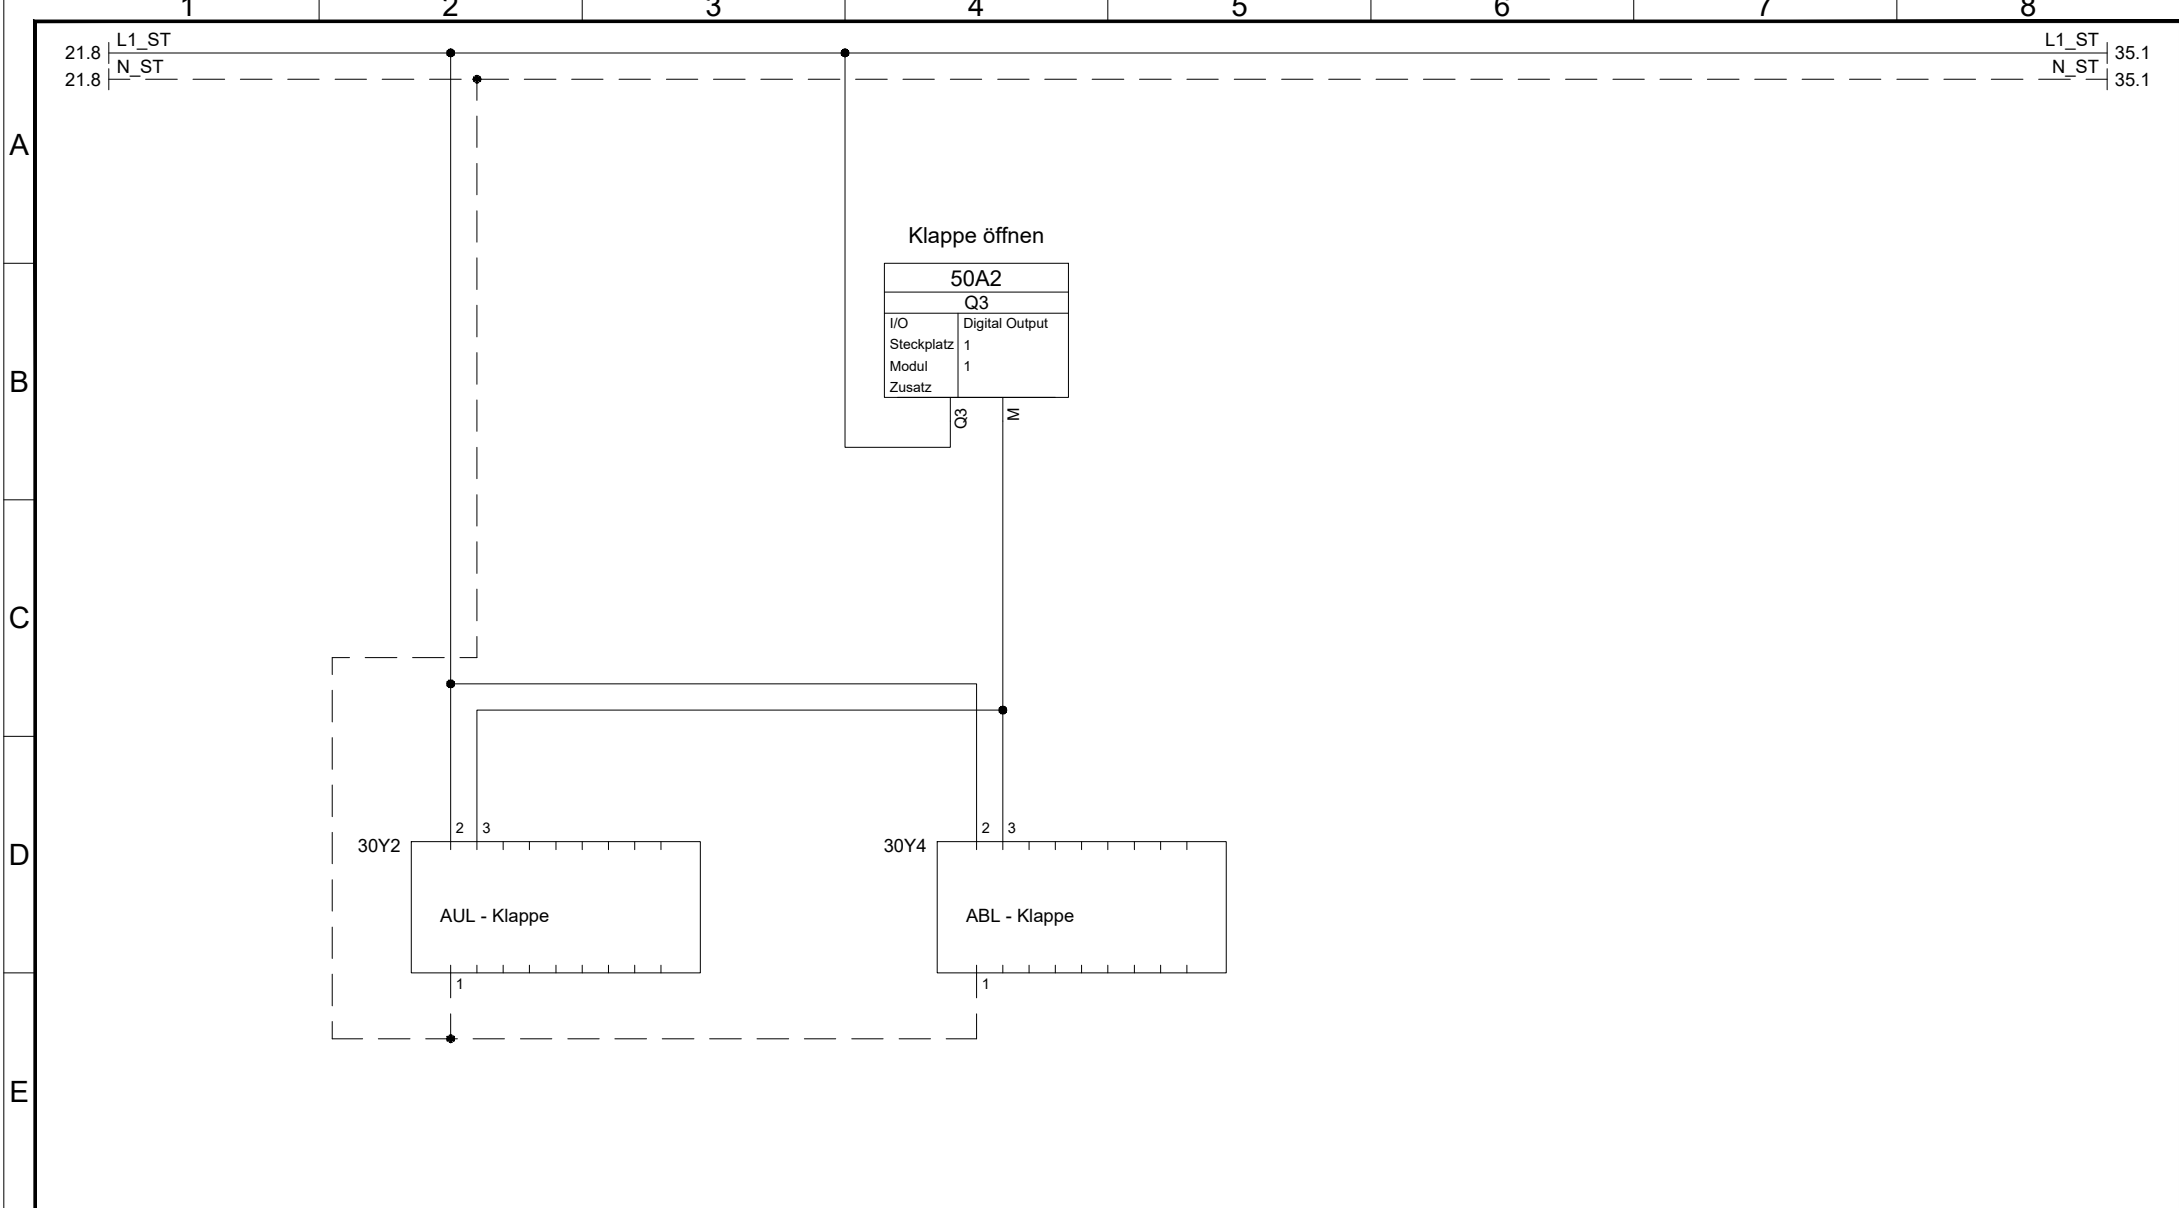 1 2 3 4 5 6 7 8
L1_ST L1_ST
21.8 35.1
N_ST N_ST
21.8 35.1
A
Klappe öffnen
50A2
Q3
I/O Digital Output
Steckplatz 1
Modul 1
Zusatz
B
Q3 M
C
2 3 2 3
30Y2 30Y4
D
AUL - Klappe ABL - Klappe
1 1
E